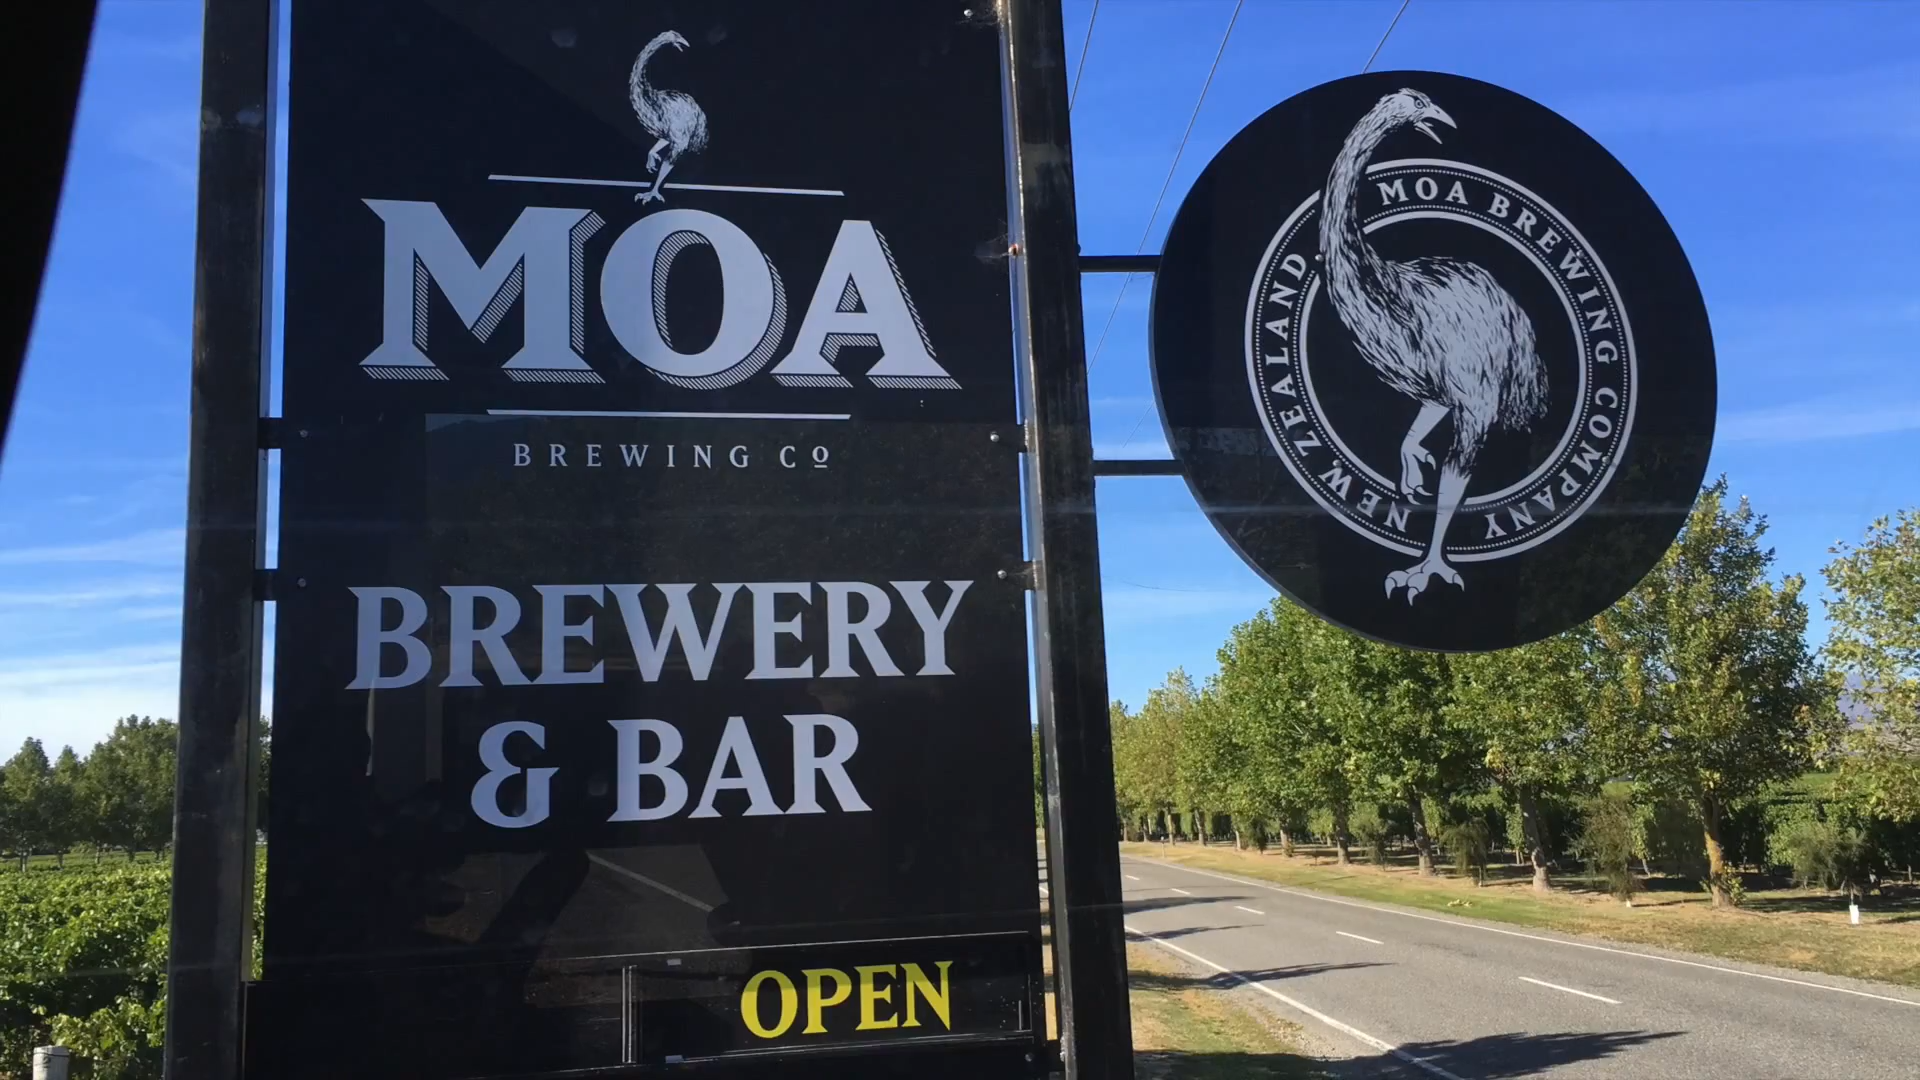 MOA
BREWING Cº
BREWERY
& BAR
OPEN
MOA BREWING COMPANY
NEW ZEALAND